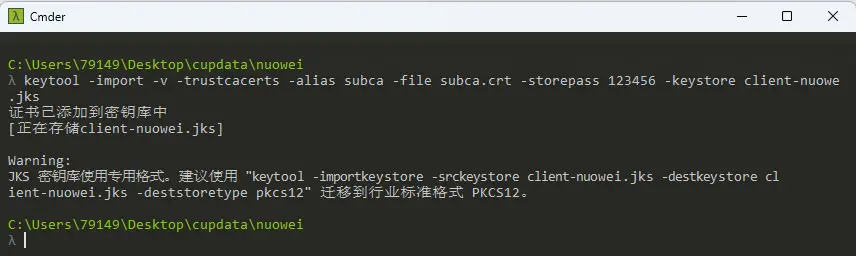 λ Cmder
C:\Users\79149\Desktop\cupdata\nuowei
λ keytool -import -v -trustcacerts -alias subca -file subca.crt -storepass 123456 -keystore client-nuowe
.jks
证书已添加到密钥库中
[正在存储client-nuowei.jks]
Warning:
JKS 密钥库使用专用格式。建议使用 "keytool -importkeystore -srckeystore client-nuowei.jks -destkeystore cl
ient-nuowei.jks -deststoretype pkcs12" 迁移到行业标准格式 PKCS12。
C:\Users\79149\Desktop\cupdata\nuowei
λ